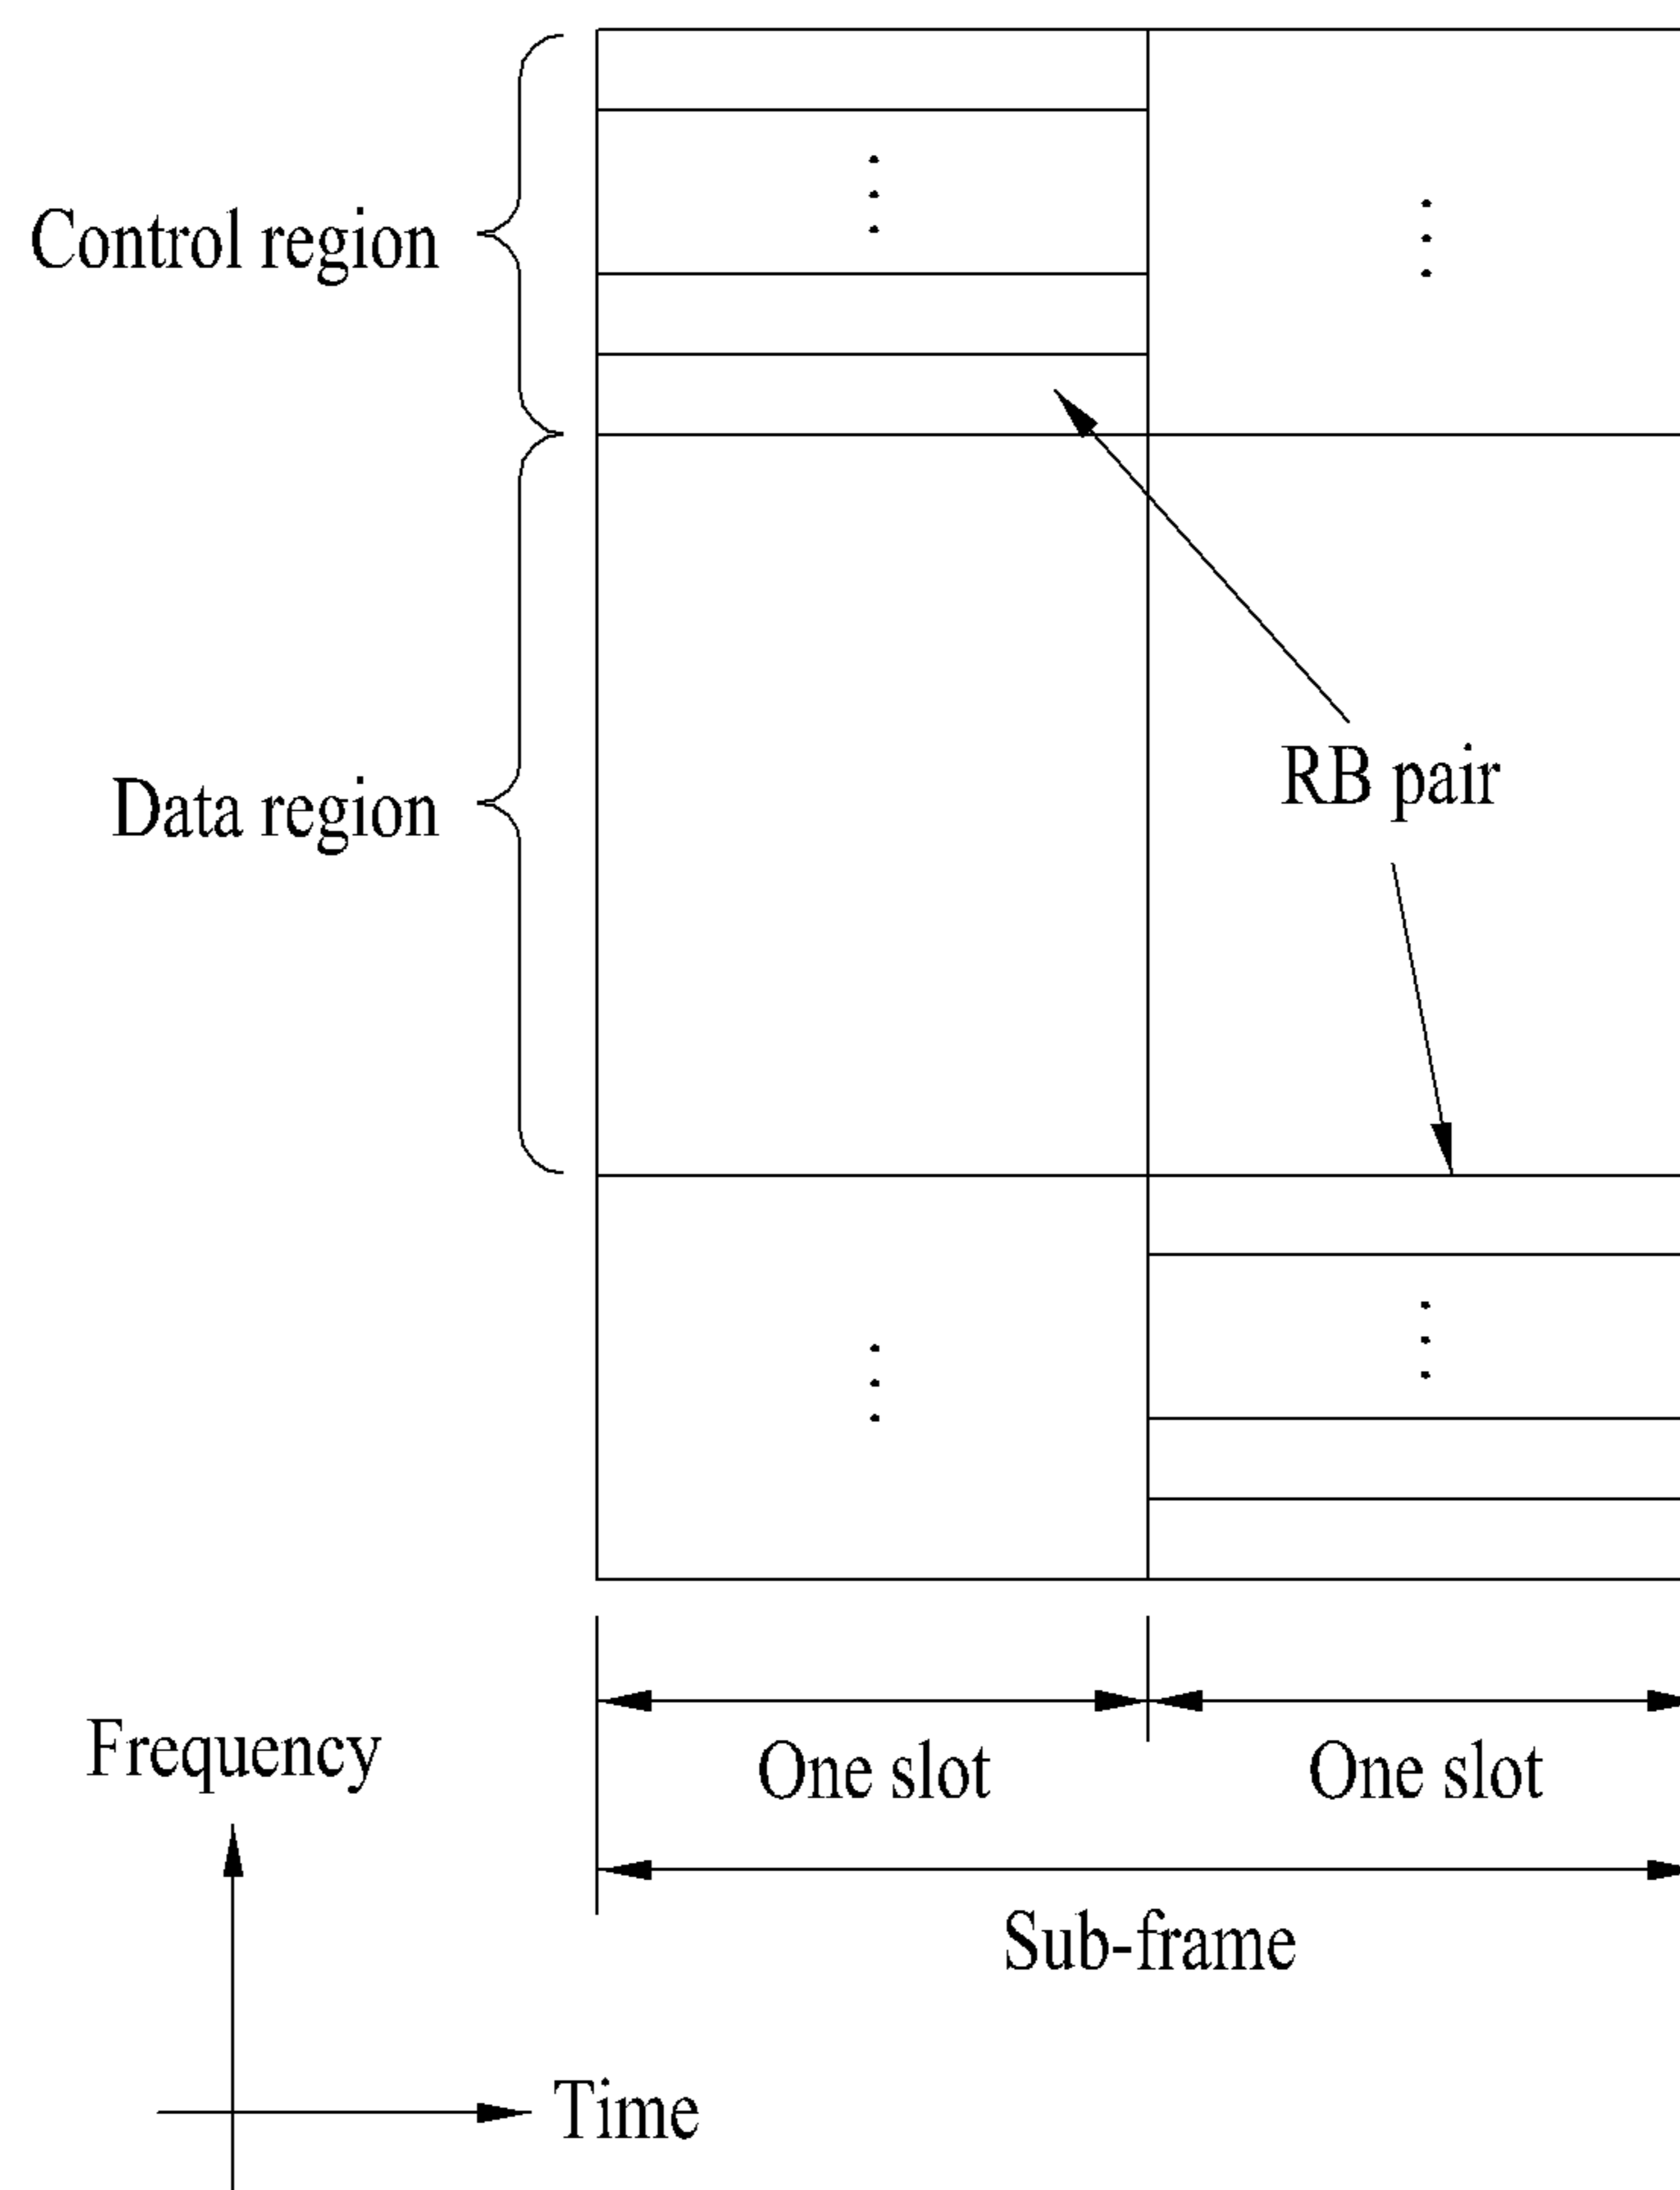 Control region
Data region
RB pair
One slot
One slot
Sub-frame
Frequency
Time